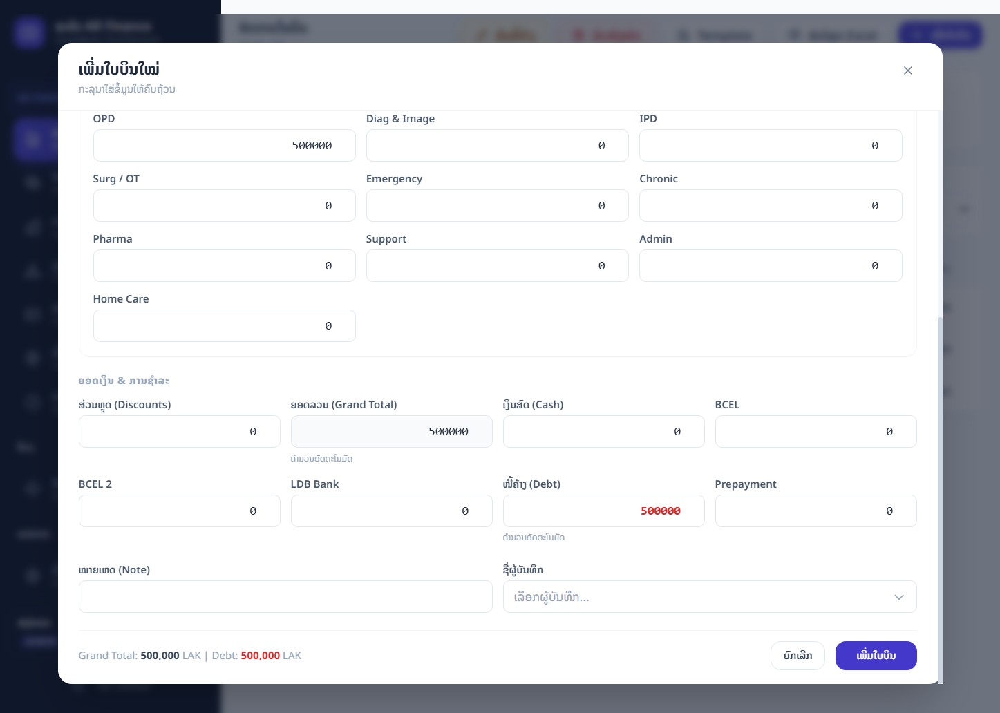 ເພີ່ມໃບບິນໃໝ່
ກະລຸນາໃສ່ຂໍ້ມູນໃຫ້ຄົບຖ້ວນ
OPD Diag & Image IPD
500000 0 0
Surg / OT Emergency Chronic
0 0 0
Pharma Support Admin
0 0 0
Home Care
0
ຍອດເງິນ & ການຊຳລະ
ສ່ວນຫຼຸດ (Discounts) ຍອດລວມ (Grand Total) ເງິນສົດ (Cash) BCEL
0 500000 0 0
ຄຳນວນອັດຕະໂນມັດ
BCEL 2 LDB Bank ໜີ້ຄ້າງ (Debt) Prepayment
0 0 500000 0
ຄຳນວນອັດຕະໂນມັດ
ໝາຍເຫດ (Note) ຊື່ຜູ້ບັນທຶກ
ເລືອກຜູ້ບັນທຶກ...
Grand Total: 500,000 LAK | Debt: 500,000 LAK ຍົກເລີກ ເພີ່ມໃບບິນ